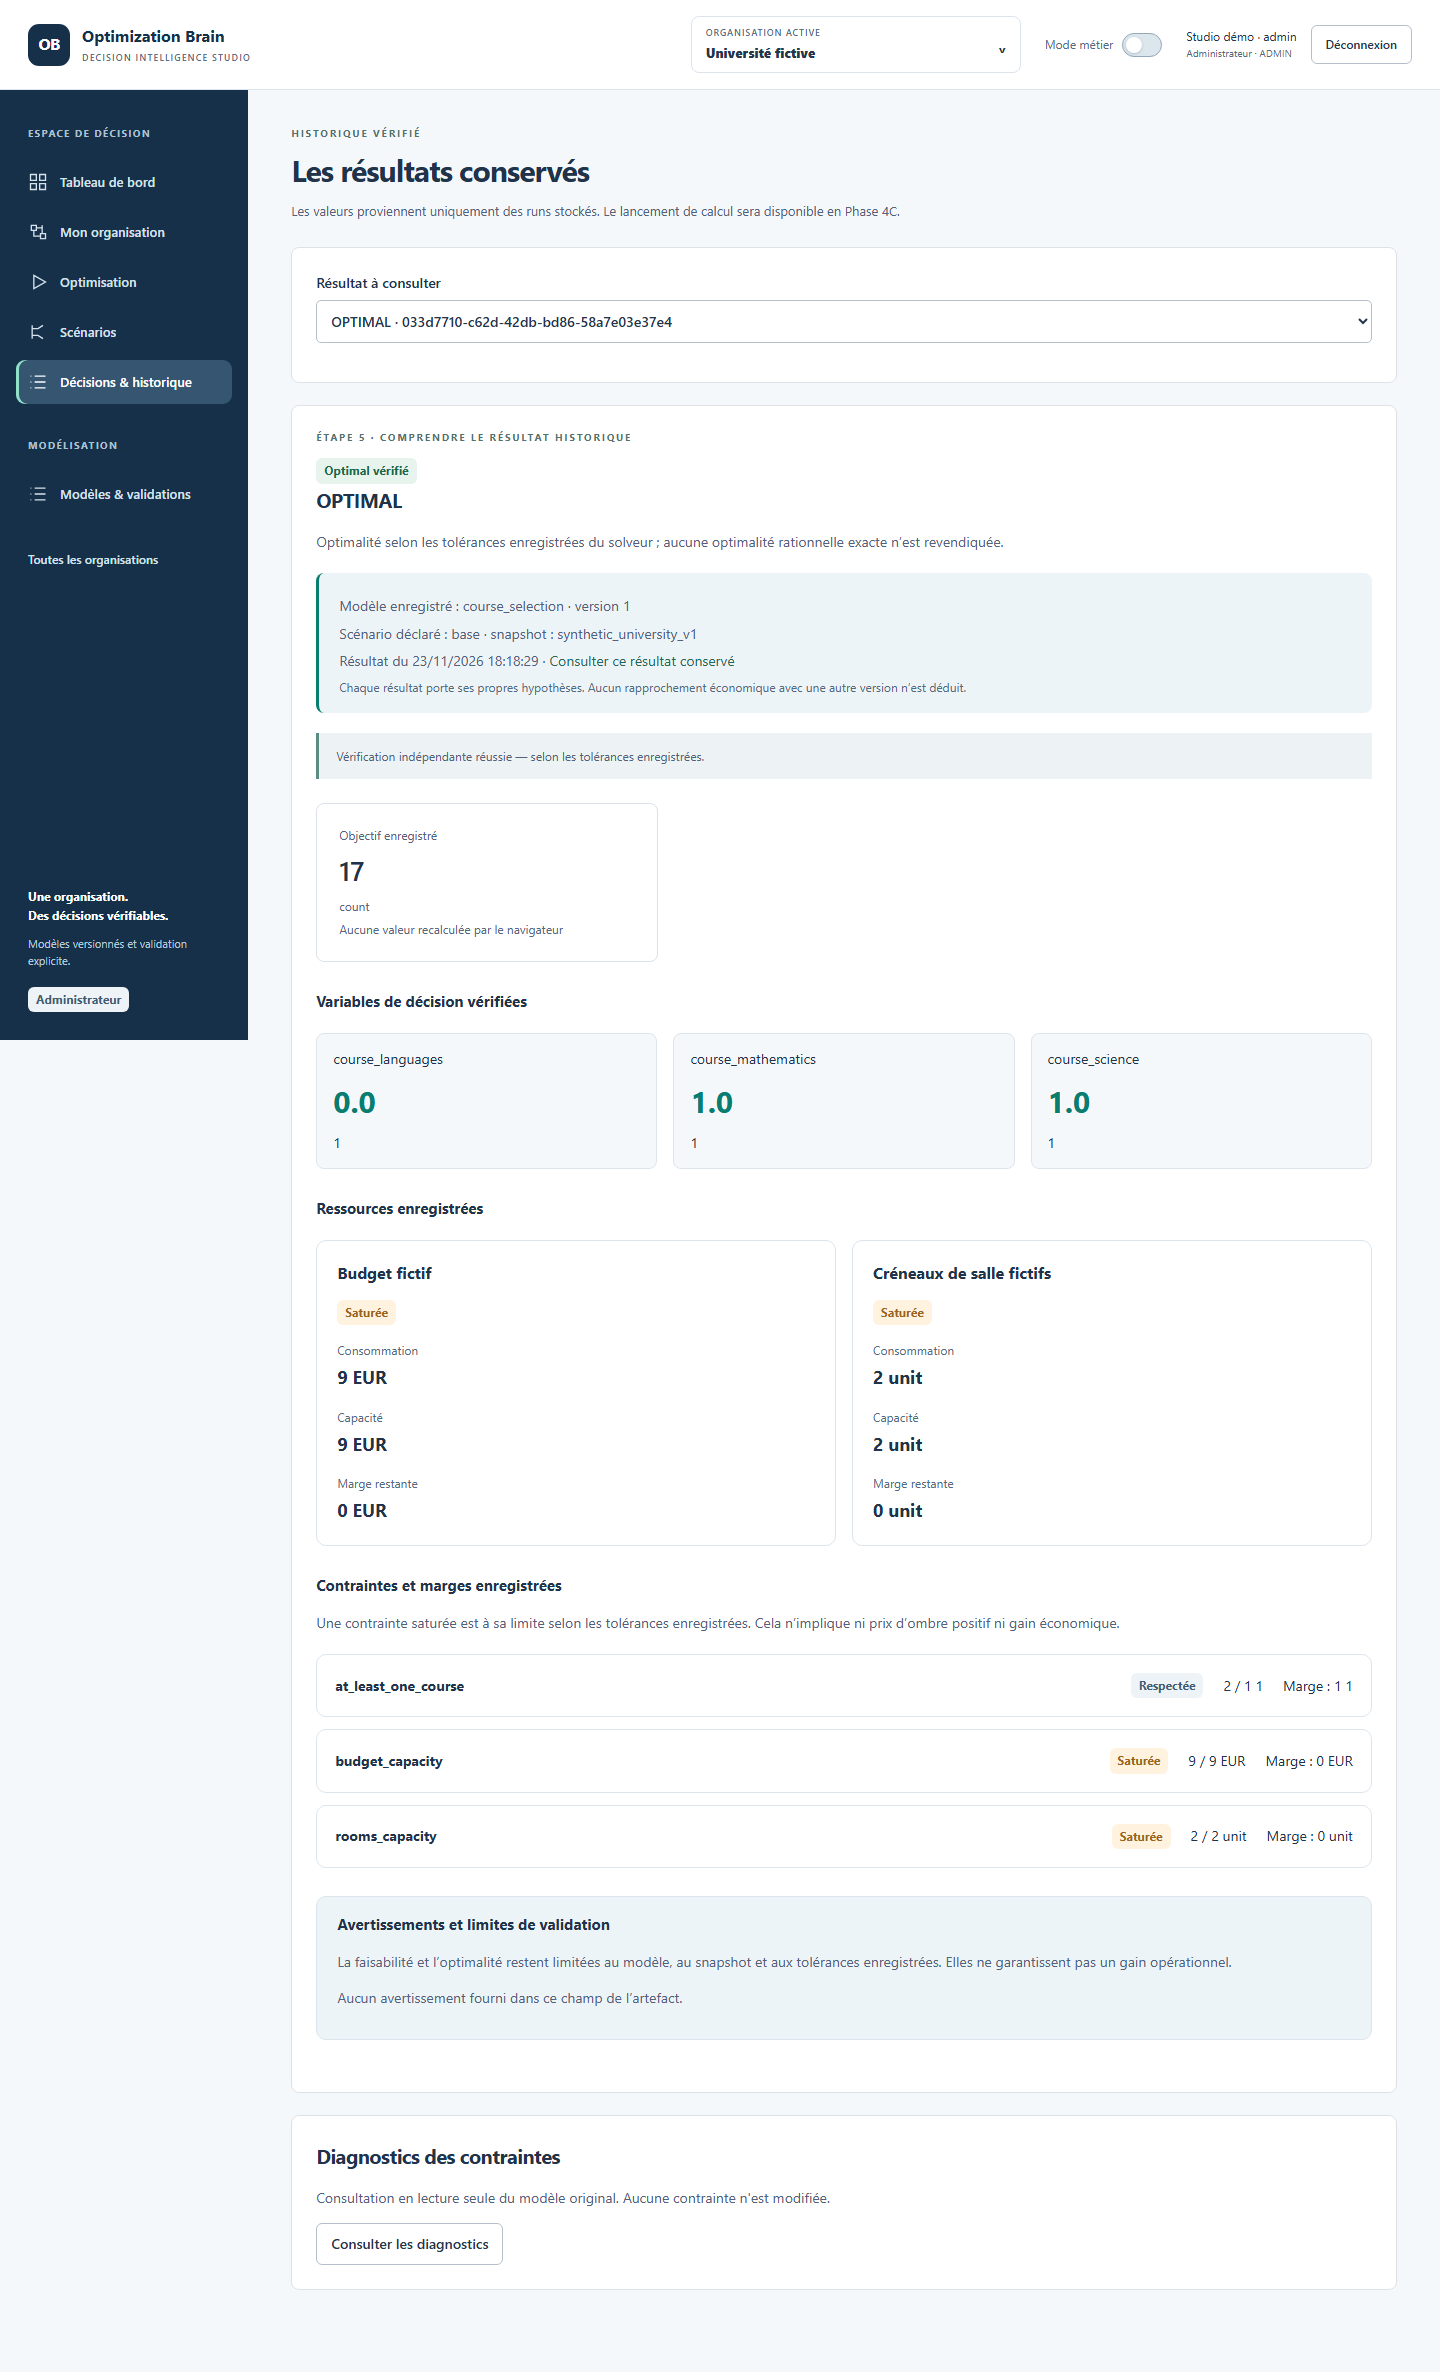 OB
Optimization Brain
DECISION INTELLIGENCE STUDIO
ORGANISATION ACTIVE
Université fictive
v
Mode métier
Studio démo · admin
Administrateur · ADMIN
Déconnexion
ESPACE DE DÉCISION
Tableau de bord
Mon organisation
Optimisation
Scénarios
Décisions & historique
MODÉLISATION
Modèles & validations
Toutes les organisations
Une organisation.
Des décisions vérifiables.
Modèles versionnés et validation
explicite.
Administrateur
HISTORIQUE VÉRIFIÉ
Les résultats conservés
Les valeurs proviennent uniquement des runs stockés. Le lancement de calcul sera disponible en Phase 4C.
Résultat à consulter
OPTIMAL · 033d7710-c62d-42db-bd86-58a7e03e37e4
ÉTAPE 5 · COMPRENDRE LE RÉSULTAT HISTORIQUE
Optimal vérifié
OPTIMAL
Optimalité selon les tolérances enregistrées du solveur ; aucune optimalité rationnelle exacte n’est revendiquée.
Modèle enregistré : course_selection · version 1
Scénario déclaré : base · snapshot : synthetic_university_v1
Résultat du 23/11/2026 18:18:29 · Consulter ce résultat conservé
Chaque résultat porte ses propres hypothèses. Aucun rapprochement économique avec une autre version n’est déduit.
Vérification indépendante réussie — selon les tolérances enregistrées.
Objectif enregistré
17
count
Aucune valeur recalculée par le navigateur
Variables de décision vérifiées
course_languages
0.0
1
course_mathematics
1.0
1
course_science
1.0
1
Ressources enregistrées
Budget fictif
Saturée
Consommation
9 EUR
Capacité
9 EUR
Marge restante
0 EUR
Créneaux de salle fictifs
Saturée
Consommation
2 unit
Capacité
2 unit
Marge restante
0 unit
Contraintes et marges enregistrées
Une contrainte saturée est à sa limite selon les tolérances enregistrées. Cela n’implique ni prix d’ombre positif ni gain économique.
at_least_one_course Respectée 2 / 1 1 Marge : 1 1
budget_capacity Saturée 9 / 9 EUR Marge : 0 EUR
rooms_capacity Saturée 2 / 2 unit Marge : 0 unit
Avertissements et limites de validation
La faisabilité et l’optimalité restent limitées au modèle, au snapshot et aux tolérances enregistrées. Elles ne garantissent pas un gain opérationnel.
Aucun avertissement fourni dans ce champ de l’artefact.
Diagnostics des contraintes
Consultation en lecture seule du modèle original. Aucune contrainte n’est modifiée.
Consulter les diagnostics